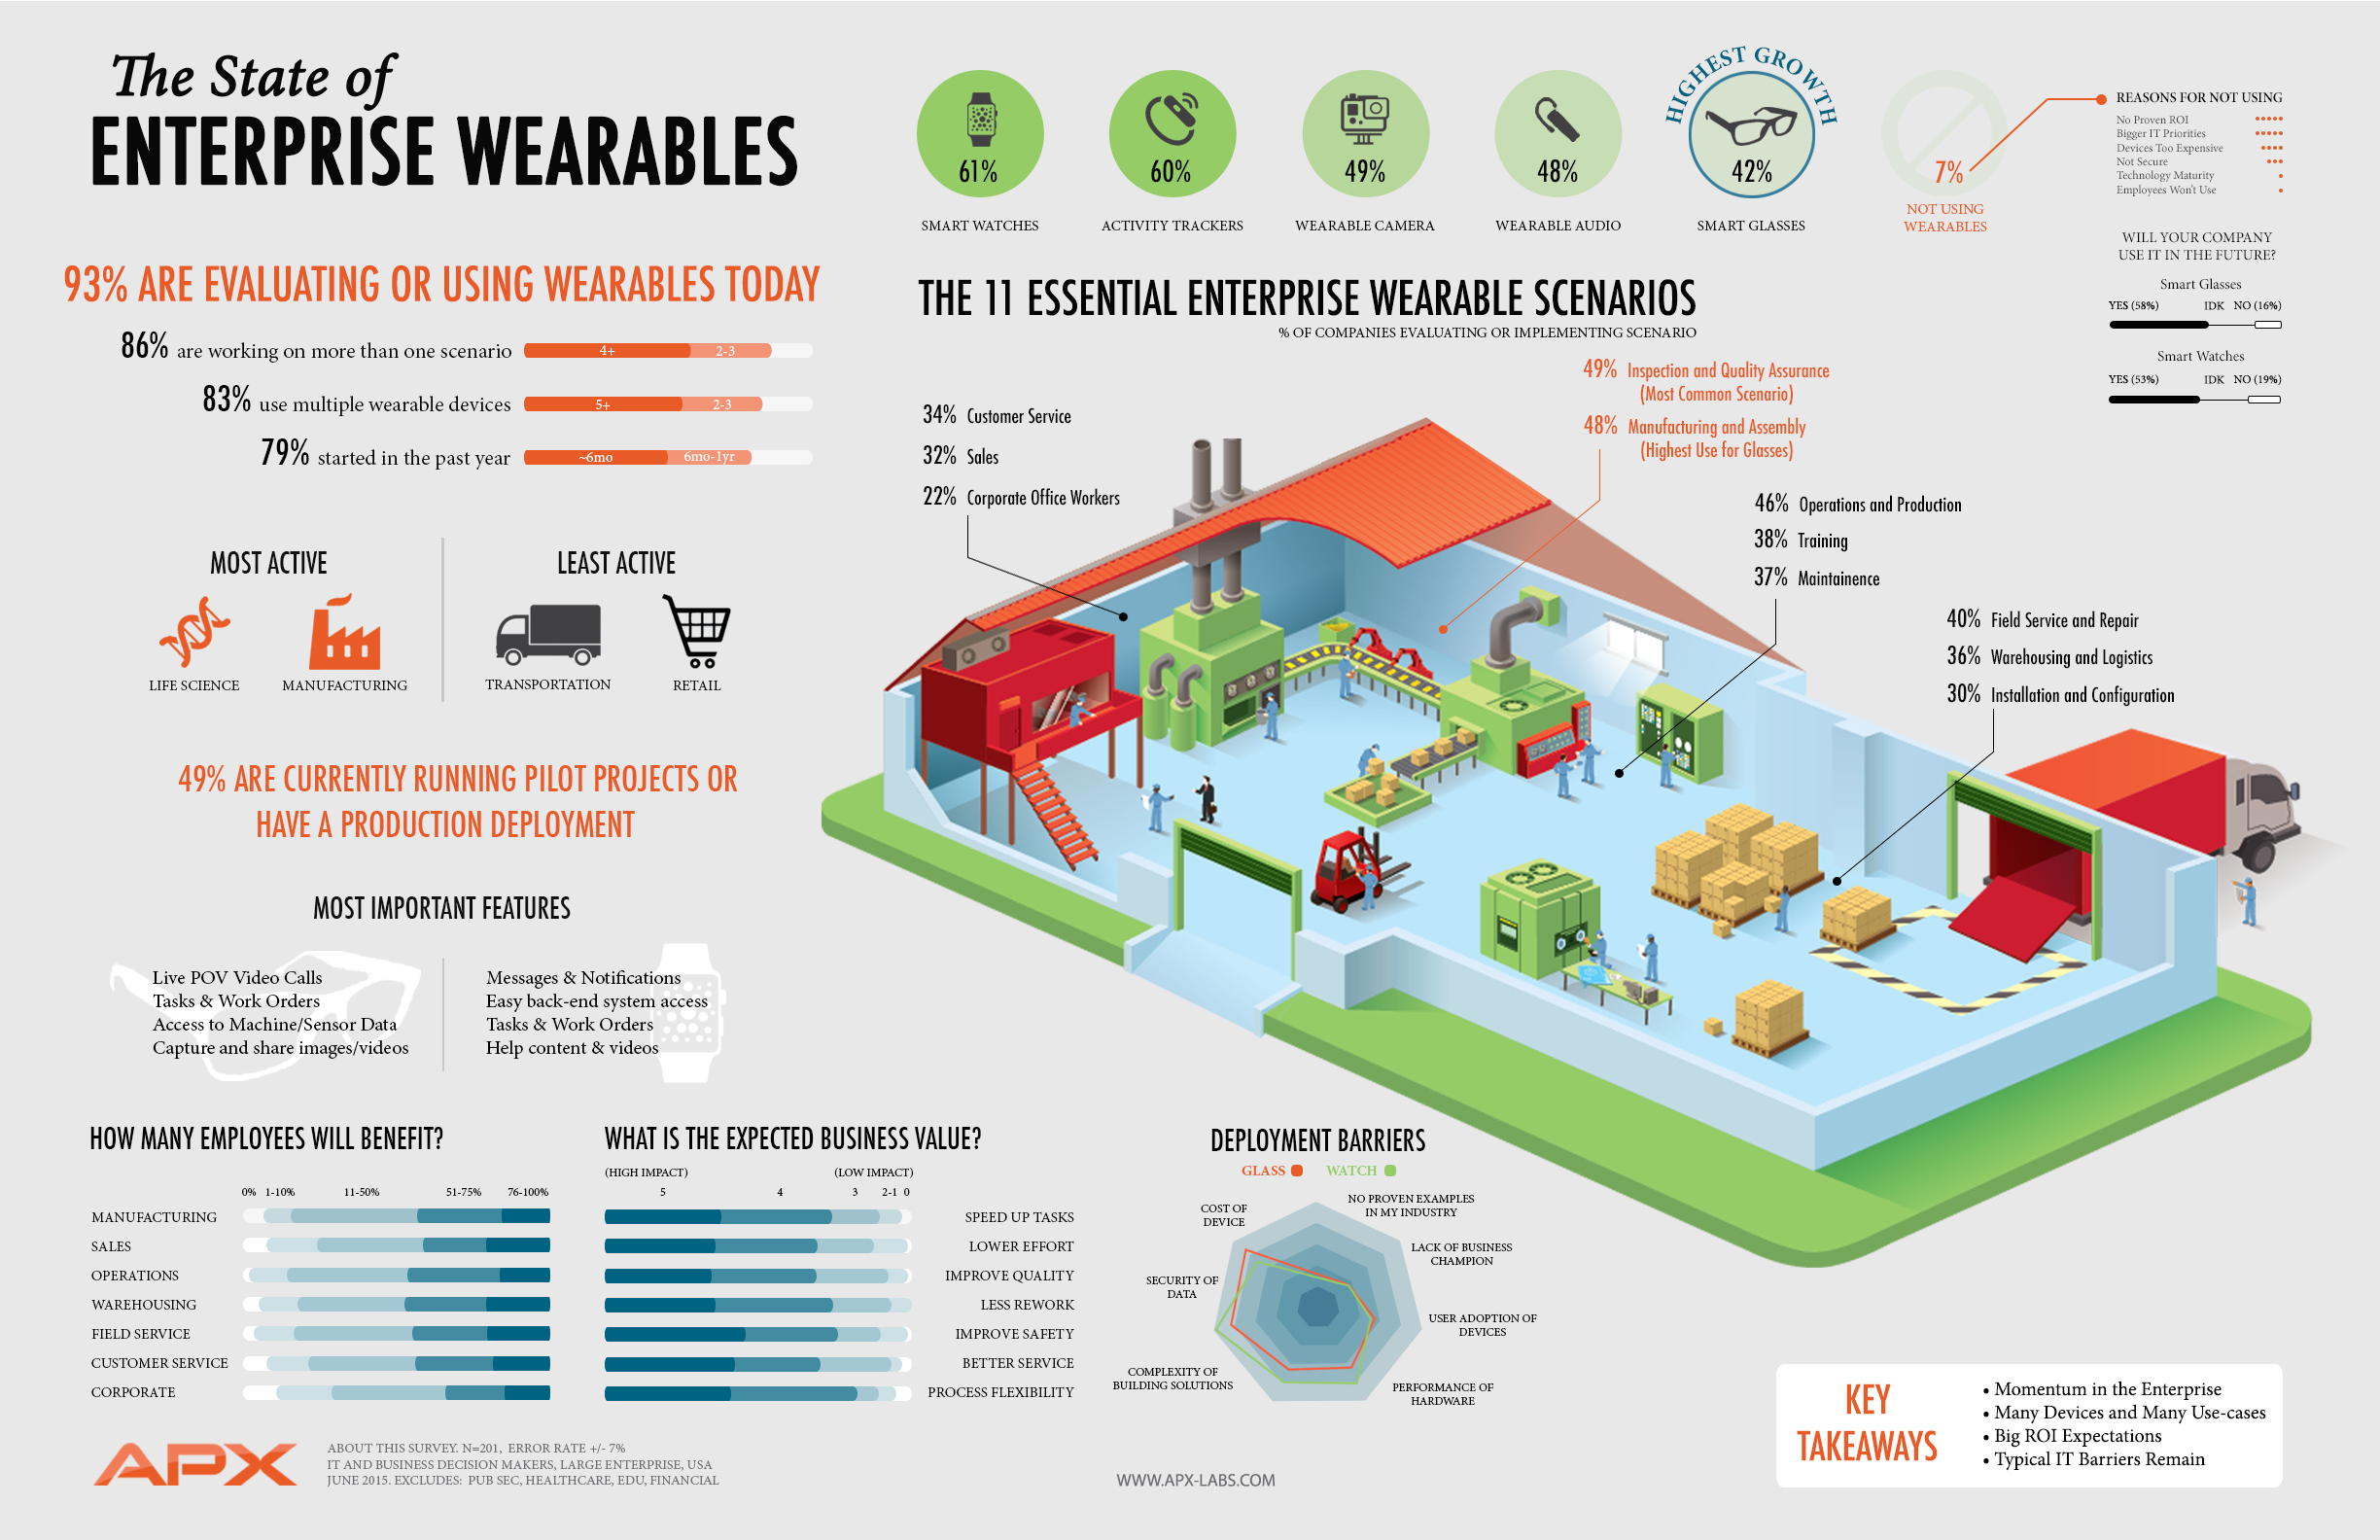 The State of
ENTERPRISE WEARABLES
93% ARE EVALUATING OR USING WEARABLES TODAY
86% are working on more than one scenario
4+
2-3
83% use multiple wearable devices
5+
2-3
79% started in the past year
~6mo
6mo-1yr
MOST ACTIVE
LIFE SCIENCE
MANUFACTURING
LEAST ACTIVE
TRANSPORTATION
RETAIL
49% ARE CURRENTLY RUNNING PILOT PROJECTS OR
HAVE A PRODUCTION DEPLOYMENT
MOST IMPORTANT FEATURES
Live POV Video Calls
Tasks & Work Orders
Access to Machine/Sensor Data
Capture and share images/videos
Messages & Notifications
Easy back-end system access
Tasks & Work Orders
Help content & videos
61%
SMART WATCHES
60%
ACTIVITY TRACKERS
49%
WEARABLE CAMERA
48%
WEARABLE AUDIO
HIGHEST GROWTH
42%
SMART GLASSES
7%
NOT USING
WEARABLES
REASONS FOR NOT USING
No Proven ROI
Bigger IT Priorities
Devices Too Expensive
Not Secure
Technology Maturity
Employees Won't Use
WILL YOUR COMPANY
USE IT IN THE FUTURE?
Smart Glasses
YES (58%) IDK NO (16%)
Smart Watches
YES (53%) IDK NO (19%)
THE 11 ESSENTIAL ENTERPRISE WEARABLE SCENARIOS
% OF COMPANIES EVALUATING OR IMPLEMENTING SCENARIO
34% Customer Service
32% Sales
22% Corporate Office Workers
49% Inspection and Quality Assurance
(Most Common Scenario)
48% Manufacturing and Assembly
(Highest Use for Glasses)
46% Operations and Production
38% Training
37% Maintainence
40% Field Service and Repair
36% Warehousing and Logistics
30% Installation and Configuration
HOW MANY EMPLOYEES WILL BENEFIT?
0% 1-10% 11-50% 51-75% 76-100%
MANUFACTURING
SALES
OPERATIONS
WAREHOUSING
FIELD SERVICE
CUSTOMER SERVICE
CORPORATE
WHAT IS THE EXPECTED BUSINESS VALUE?
(HIGH IMPACT) (LOW IMPACT)
5 4 3 2-1 0
SPEED UP TASKS
LOWER EFFORT
IMPROVE QUALITY
LESS REWORK
IMPROVE SAFETY
BETTER SERVICE
PROCESS FLEXIBILITY
DEPLOYMENT BARRIERS
GLASS WATCH
NO PROVEN EXAMPLES
IN MY INDUSTRY
LACK OF BUSINESS
CHAMPION
USER ADOPTION OF
DEVICES
PERFORMANCE OF
HARDWARE
COMPLEXITY OF
BUILDING SOLUTIONS
SECURITY OF
DATA
COST OF
DEVICE
KEY
TAKEAWAYS
• Momentum in the Enterprise
• Many Devices and Many Use-cases
• Big ROI Expectations
• Typical IT Barriers Remain
APX
ABOUT THIS SURVEY. N=201, ERROR RATE +/- 7%
IT AND BUSINESS DECISION MAKERS, LARGE ENTERPRISE, USA
JUNE 2015. EXCLUDES: PUB SEC, HEALTHCARE, EDU, FINANCIAL
WWW.APX-LABS.COM